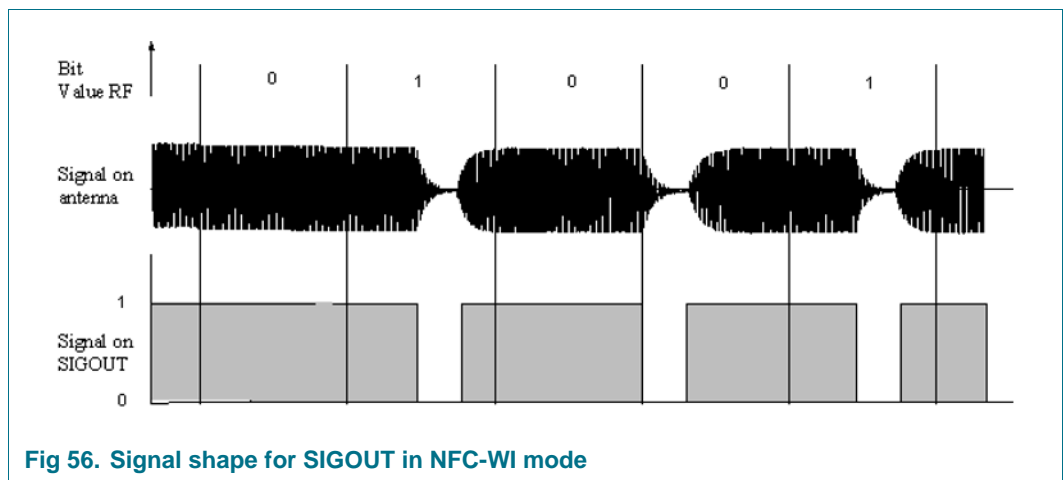 Bit
Value RF
0 1 0 0 1
Signal on
antenna
1
Signal on
SIGOUT
0
Fig 56. Signal shape for SIGOUT in NFC-WI mode